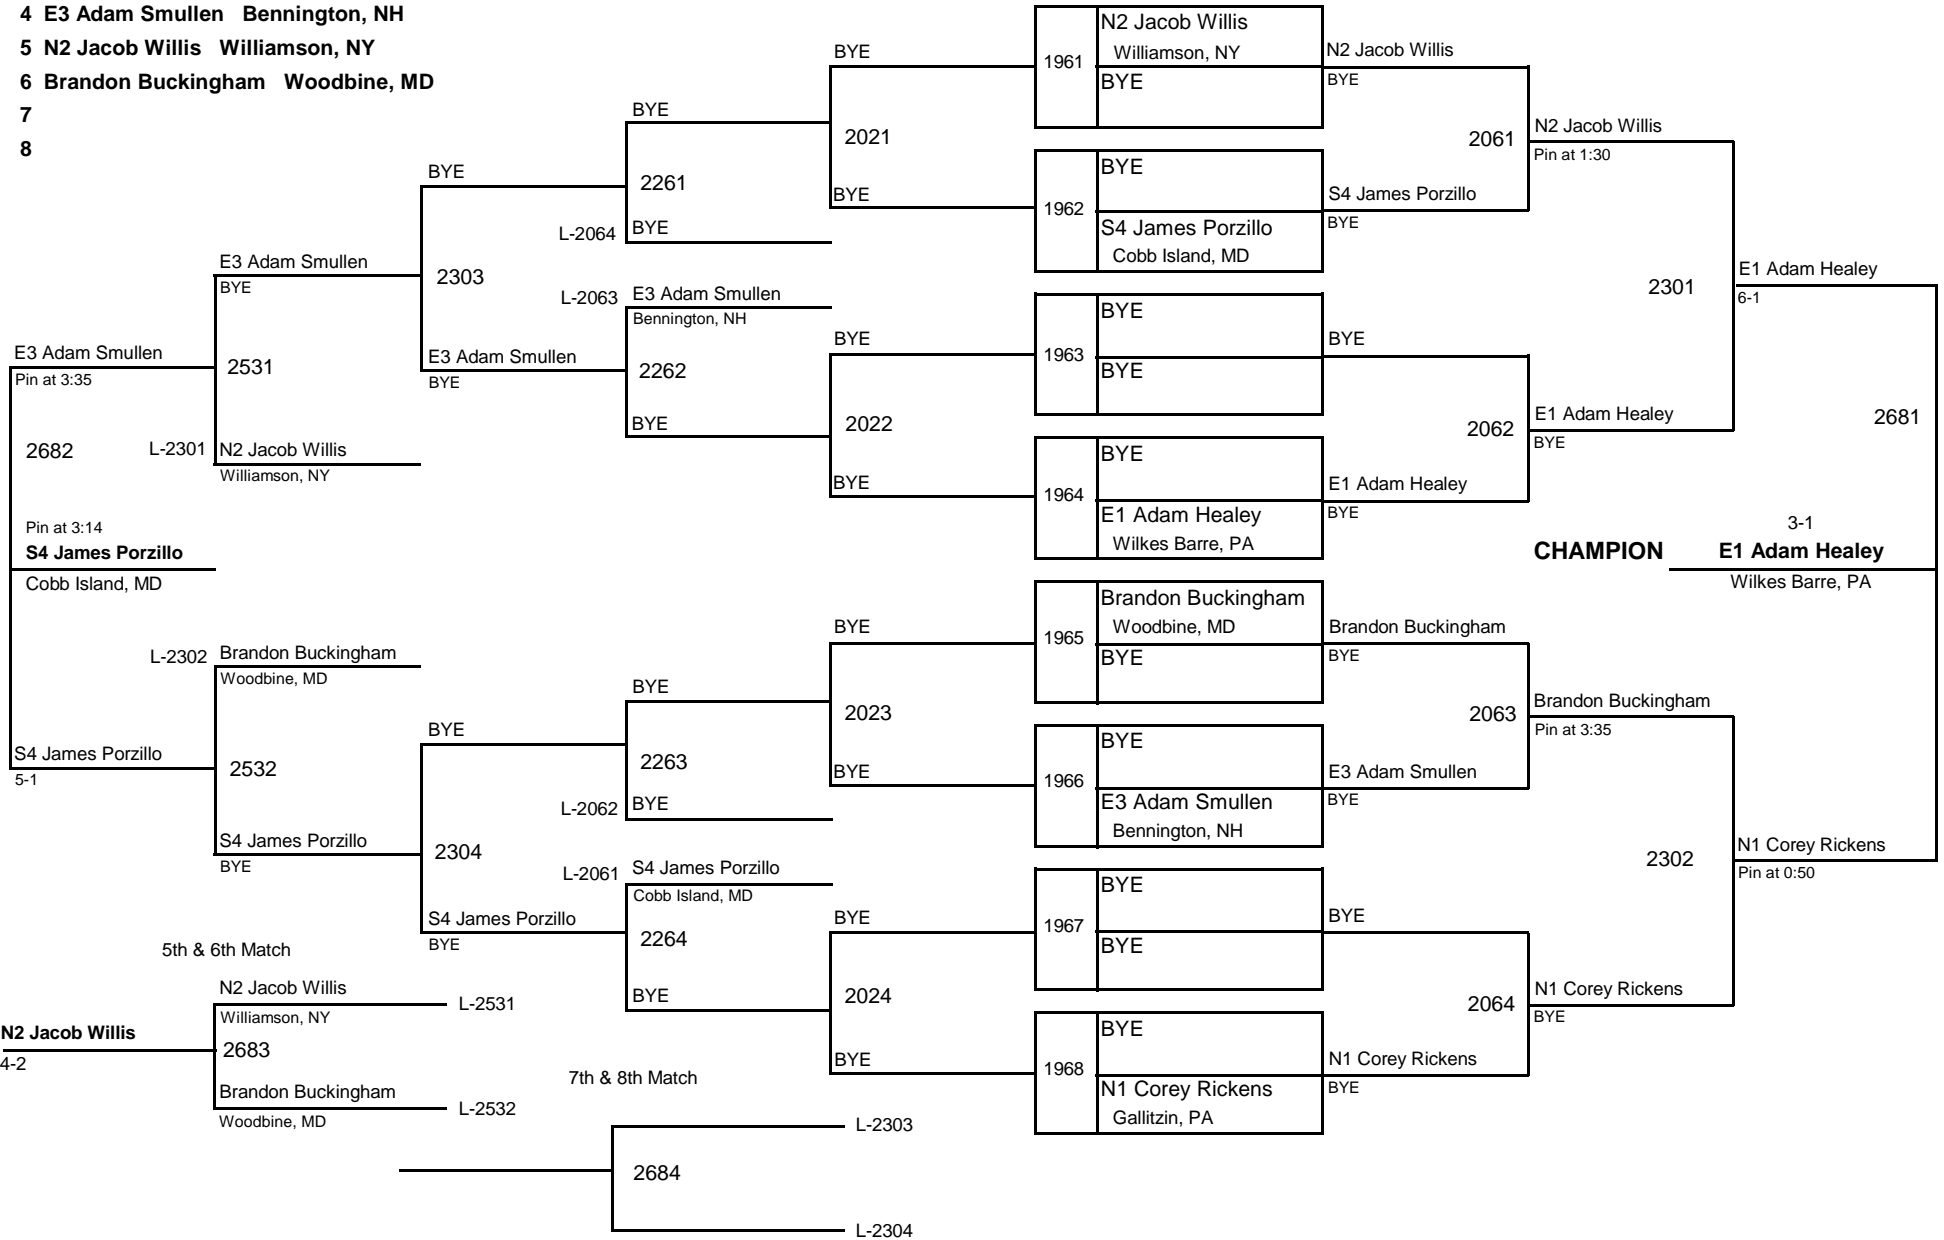 4 E3 Adam Smullen Bennington, NH
5 N2 Jacob Willis Williamson, NY
6 Brandon Buckingham Woodbine, MD
7
8
1961
N2 Jacob Willis
Williamson, NY
BYE
1962
BYE
S4 James Porzillo
Cobb Island, MD
1963
BYE
BYE
1964
BYE
E1 Adam Healey
Wilkes Barre, PA
1965
Brandon Buckingham
Woodbine, MD
BYE
1966
BYE
E3 Adam Smullen
Bennington, NH
1967
BYE
BYE
1968
BYE
N1 Corey Rickens
Gallitzin, PA
N2 Jacob Willis
BYE
2061
S4 James Porzillo
BYE
BYE
2062
E1 Adam Healey
BYE
Brandon Buckingham
BYE
2063
E3 Adam Smullen
BYE
BYE
2064
N1 Corey Rickens
BYE
N2 Jacob Willis
Pin at 1:30
2301
E1 Adam Healey
BYE
Brandon Buckingham
Pin at 3:35
2302
N1 Corey Rickens
BYE
E1 Adam Healey
6-1
2681
N1 Corey Rickens
Pin at 0:50
3-1
CHAMPION E1 Adam Healey
Wilkes Barre, PA
BYE
2021
BYE
BYE
2022
BYE
BYE
2023
BYE
BYE
2024
BYE
BYE
2261
L-2064 BYE
L-2063 E3 Adam Smullen
Bennington, NH
2262
BYE
BYE
2263
L-2062 BYE
L-2061 S4 James Porzillo
Cobb Island, MD
2264
BYE
BYE
2303
E3 Adam Smullen
BYE
BYE
2304
S4 James Porzillo
BYE
E3 Adam Smullen
BYE
2531
L-2301 N2 Jacob Willis
Williamson, NY
L-2302 Brandon Buckingham
Woodbine, MD
2532
S4 James Porzillo
BYE
E3 Adam Smullen
Pin at 3:35
2682
Pin at 3:14
S4 James Porzillo
Cobb Island, MD
S4 James Porzillo
5-1
5th & 6th Match
N2 Jacob Willis L-2531
Williamson, NY
N2 Jacob Willis
4-2
2683
Brandon Buckingham L-2532
Woodbine, MD
7th & 8th Match
L-2303
2684
L-2304